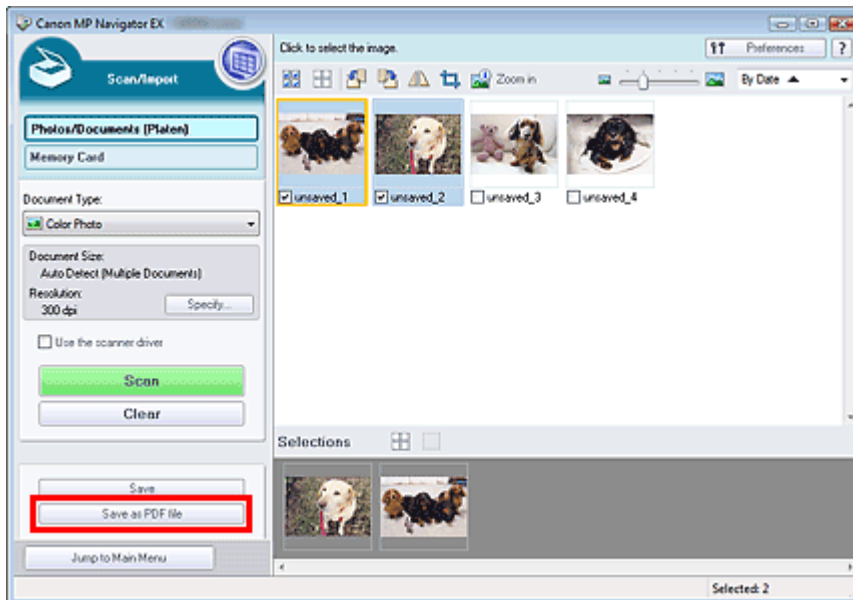 Canon MP Navigator EX
Scan/Import
Photos/Documents (Platen)
Memory Card
Document Type:
Color Photo
Document Size:
Auto Detect (Multiple Documents)
Resolution:
300 dpi
Specify...
Use the scanner driver
Scan
Clear
Save
Save as PDF file
Jump to Main Menu
Click to select the image.
Preferences
?
Zoom in
By Date
unsaved_1
unsaved_2
unsaved_3
unsaved_4
Selections
Selected: 2